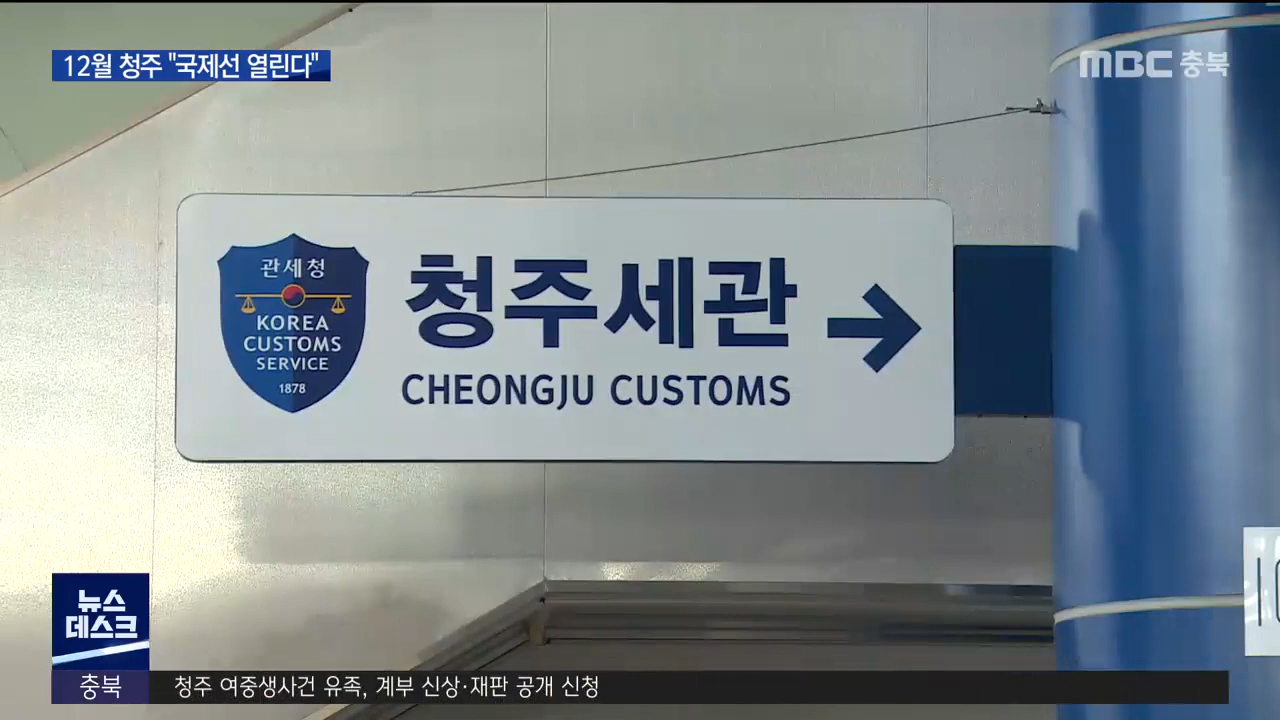 12월 청주 "국제선 열린다"
MBC 충북
관세청
KOREA
CUSTOMS
SERVICE
1878
청주세관
CHEONGJU CUSTOMS
뉴스
데스크
충북
청주 여중생사건 유족, 계부 신상·재판 공개 신청